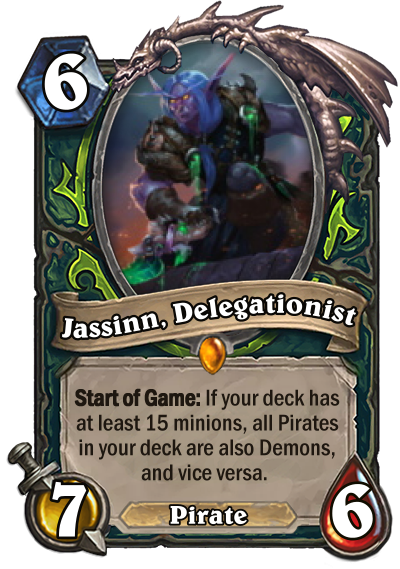 6
Jassinn, Delegationist
Start of Game: If your deck has
at least 15 minions, all Pirates
in your deck are also Demons,
and vice versa.
7
Pirate
6